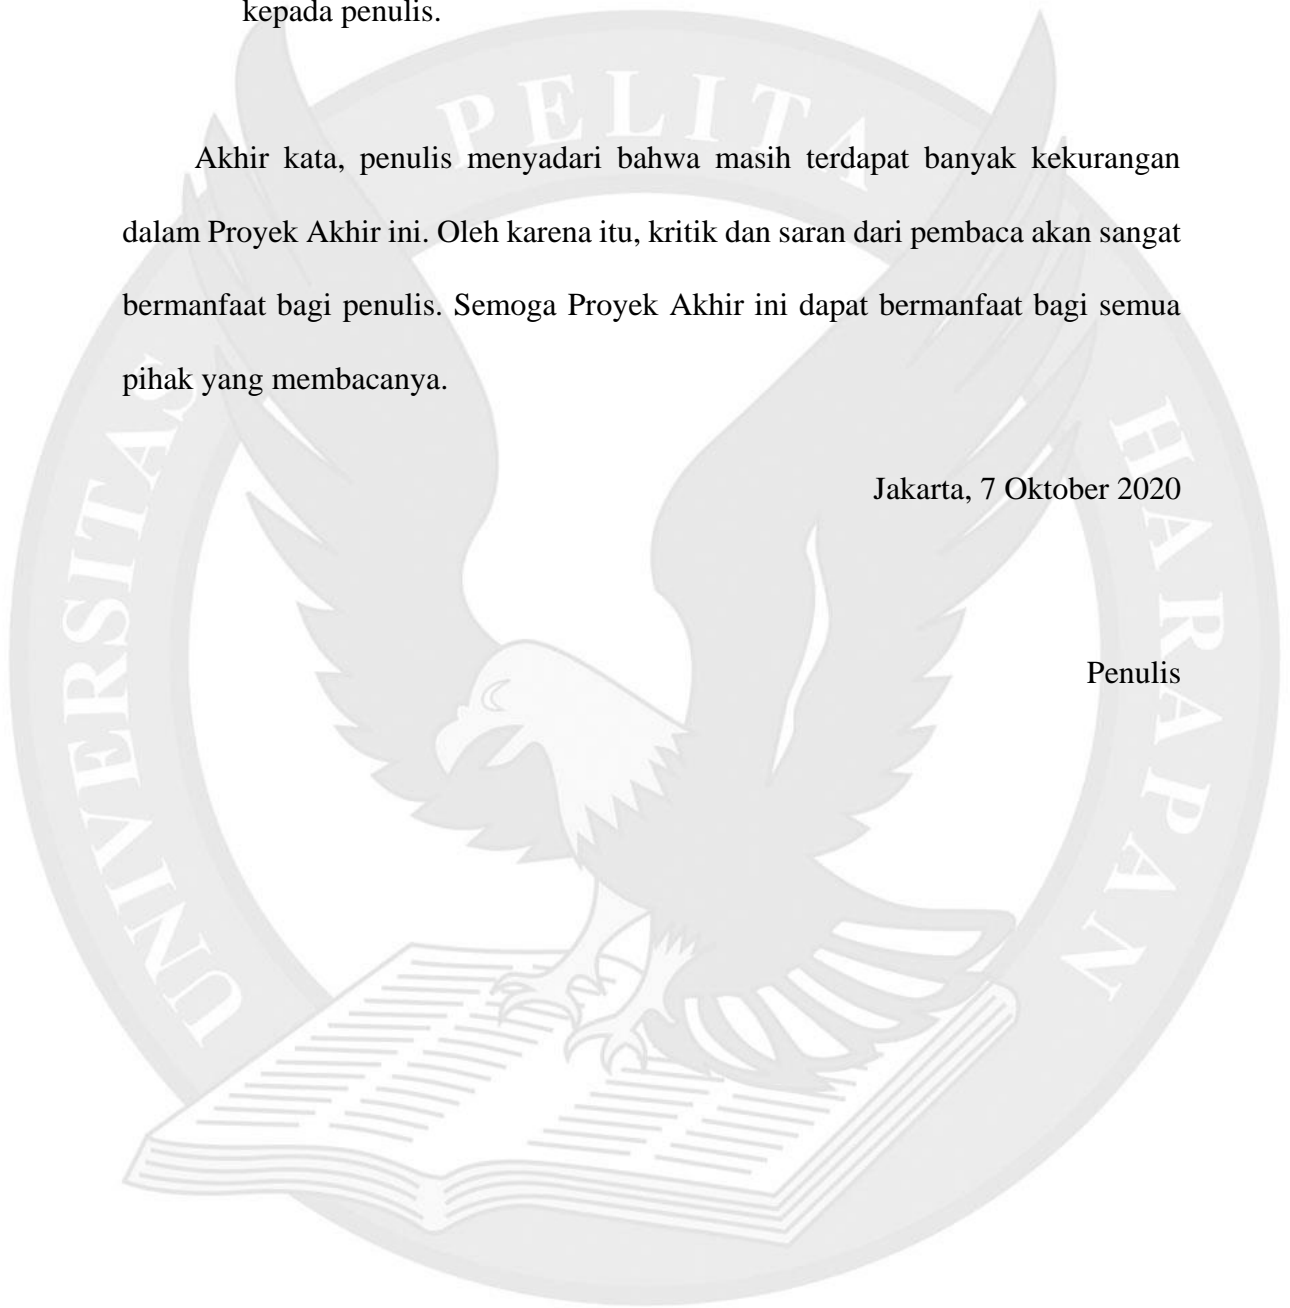 kepada penulis.
PELITA
Akhir kata, penulis menyadari bahwa masih terdapat banyak kekurangan
dalam Proyek Akhir ini. Oleh karena itu, kritik dan saran dari pembaca akan sangat
bermanfaat bagi penulis. Semoga Proyek Akhir ini dapat bermanfaat bagi semua
pihak yang membacanya.
UNIVERSITAS
HARAPAN
Jakarta, 7 Oktober 2020
Penulis